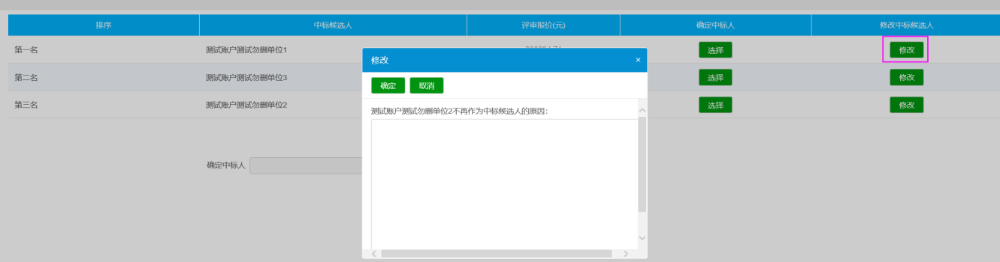 排序 中标候选人 评审报价(元) 确定中标人 修改中标候选人
第一名 测试账户测试勿删单位1 选择 修改
修改 ×
第二名 测试账户测试勿删单位3 选择 修改
确定 取消
第三名 测试账户测试勿删单位2 选择 修改
测试账户测试勿删单位2不再作为中标候选人的原因:
确定中标人